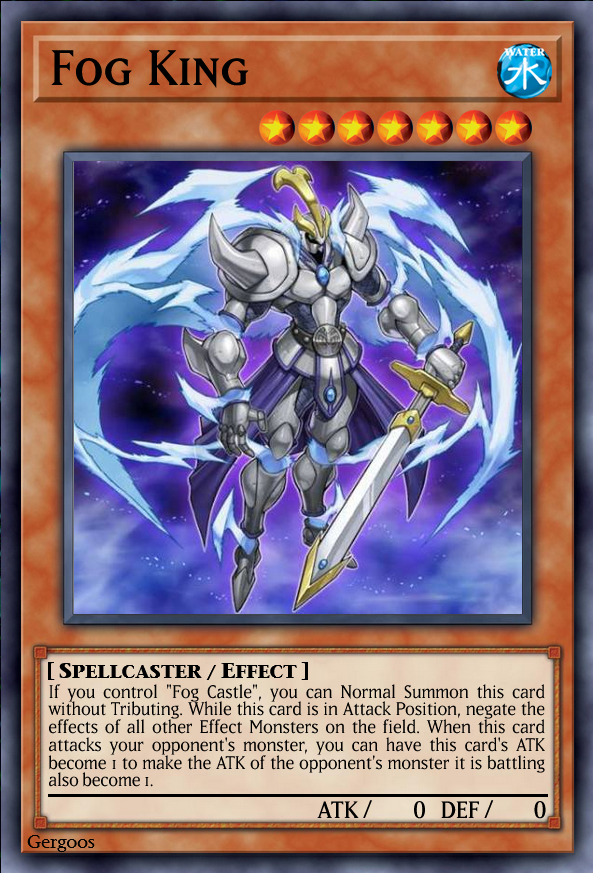 Fog King
WATER
水
[ Spellcaster / Effect ]
If you control "Fog Castle", you can Normal Summon this card
without Tributing. While this card is in Attack Position, negate the
effects of all other Effect Monsters on the field. When this card
attacks your opponent's monster, you can have this card's ATK
become 1 to make the ATK of the opponent's monster it is battling
also become 1.
ATK / 0 DEF / 0
Gergoos